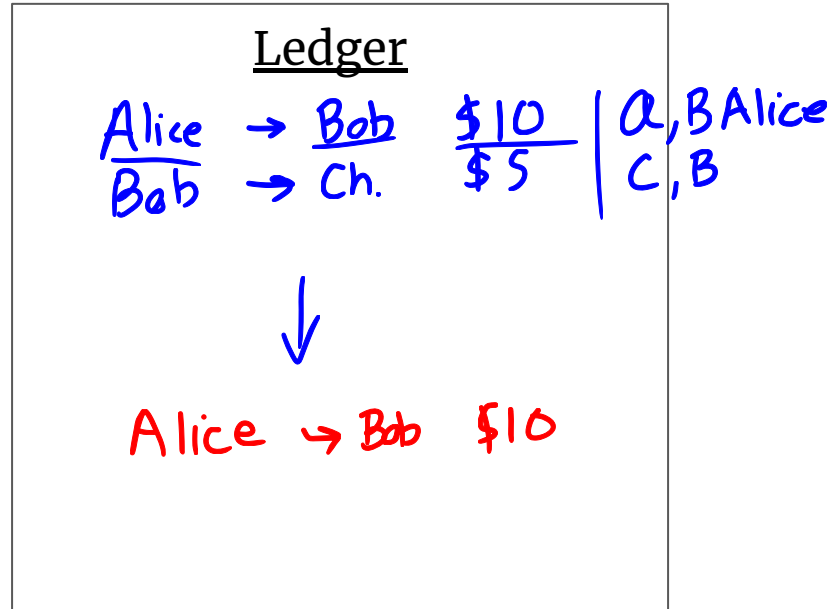 Ledger
Alice → Bob $10 | a, B Alice
Bob → Ch. $5 | C, B
Alice → Bob $10